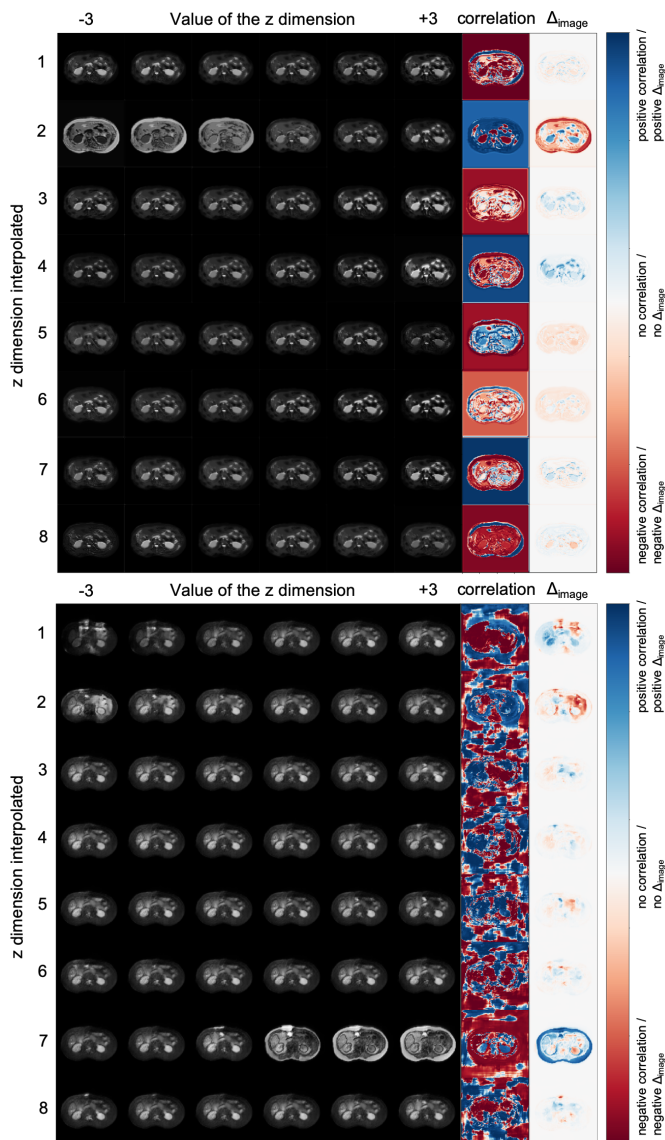 -3 Value of the z dimension +3 correlation Δimage
1
2
3
4
5
6
7
8
z dimension interpolated
positive correlation /
positive Δimage
no correlation /
no Δimage
negative correlation /
negative Δimage
-3 Value of the z dimension +3 correlation Δimage
1
2
3
4
5
6
7
8
z dimension interpolated
positive correlation /
positive Δimage
no correlation /
no Δimage
negative correlation /
negative Δimage